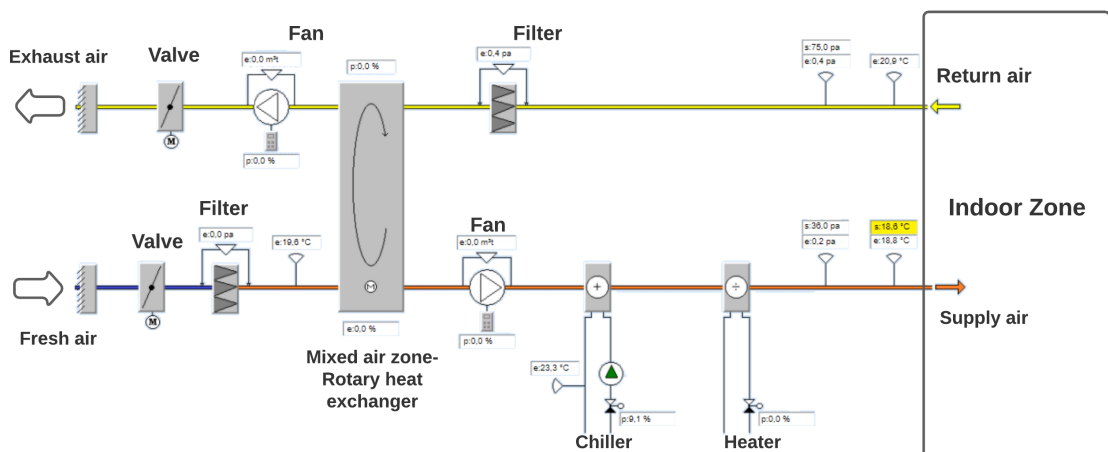 Fan
Filter
Valve
Exhaust air
e:0,0 m³t
p:0,0 %
e:0,4 pa
s:75,0 pa
e:0,4 pa
e:20,9 °C
Return air
M
p:0,0 %
Indoor Zone
Filter
Fan
Valve
e:0,0 pa
e:19,6 °C
e:0,0 m³t
s:36,0 pa
e:0,2 pa
s:18,6 °C
e:18,8 °C
+
÷
M
M
Fresh air
e:0,0 %
p:0,0 %
Supply air
Mixed air zone-
Rotary heat
exchanger
e:23,3 °C
p:9,1 %
p:0,0 %
Chiller
Heater